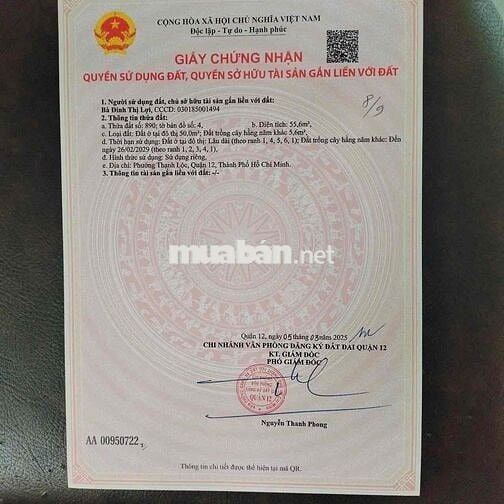 CỘNG HÒA XÃ HỘI CHỦ NGHĨA VIỆT NAM
Độc lập - Tự do - Hạnh phúc
GIẤY CHỨNG NHẬN
QUYỀN SỬ DỤNG ĐẤT, QUYỀN SỞ HỮU TÀI SẢN GẮN LIỀN VỚI ĐẤT
8/9
1. Người sử dụng đất, chủ sở hữu tài sản gắn liền với đất:
Bà Đinh Thị Lợi, CCCD: 030185001494
2. Thông tin thửa đất:
a. Thửa đất số: 890; tờ bản đồ số: 4, b. Diện tích: 55,6m².
c. Loại đất: Đất ở tại đô thị 50,0m²; Đất trồng cây hằng năm khác 5,6m².
d. Thời hạn sử dụng: Đất ở tại đô thị: Lâu dài (theo ranh 1, 4, 5, 6, 1); Đất trồng cây hằng năm khác: Đến
ngày 26/02/2029 (theo ranh 1, 2, 3, 4, 1).
đ. Hình thức sử dụng: Sử dụng riêng.
e. Địa chỉ: Phường Thạnh Lộc, Quận 12, Thành Phố Hồ Chí Minh.
3. Thông tin tài sản gắn liền với đất: -/-
muabán.net
Quận 12, ngày 05 tháng 03 năm 2025
CHI NHÁNH VĂN PHÒNG ĐĂNG KÝ ĐẤT ĐAI QUẬN 12
KT. GIÁM ĐỐC
PHÓ GIÁM ĐỐC
QUẬN 12
Nguyễn Thanh Phong
AA 00950722
Thông tin chi tiết được thể hiện tại mã QR.